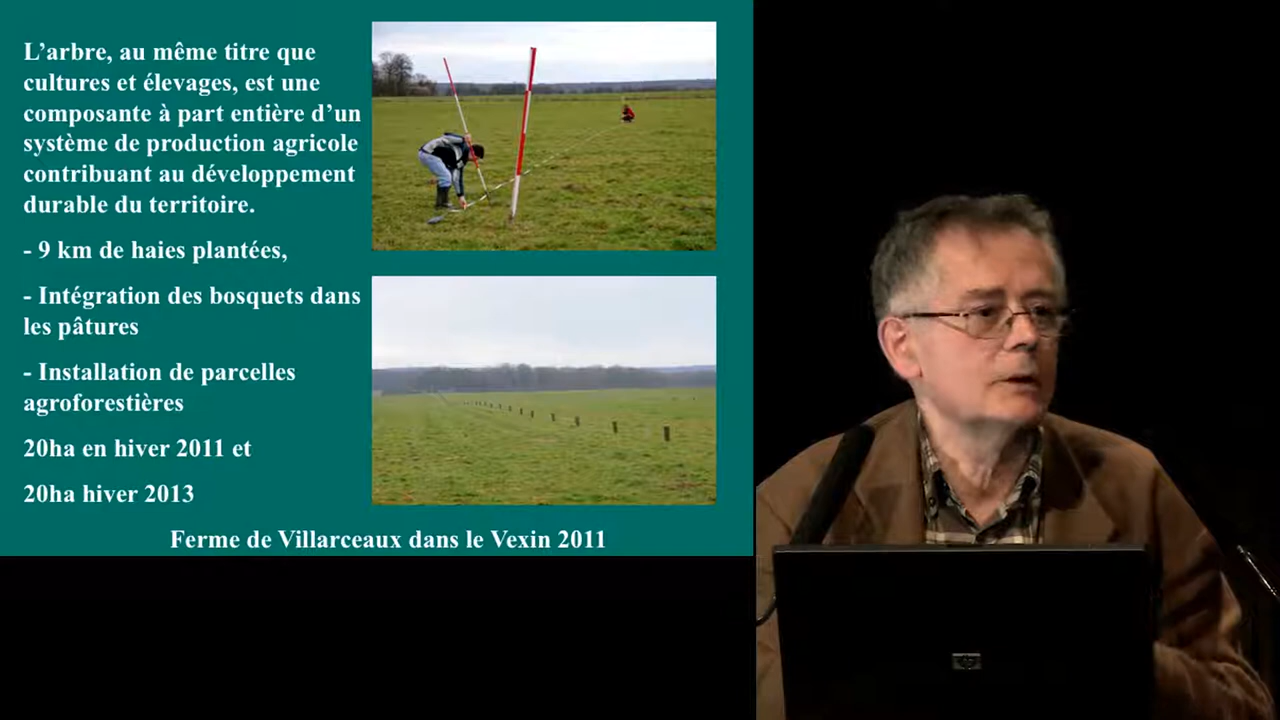 L’arbre, au même titre que
cultures et élevages, est une
composante à part entière d’un
système de production agricole
contribuant au développement
durable du territoire.
- 9 km de haies plantées,
- Intégration des bosquets dans
les pâtures
- Installation de parcelles
agroforestières
20ha en hiver 2011 et
20ha hiver 2013
Ferme de Villarceaux dans le Vexin 2011
hp